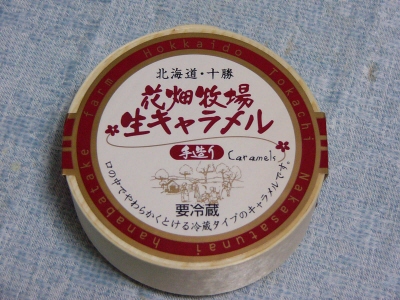 Hokkaido Tokachi Nakasatsunai
hanabatake farm
北海道・十勝
花畑牧場
生キャラメル
手造り Caramels
要冷蔵
口の中でやわらかくとける冷蔵タイプのキャラメルです。